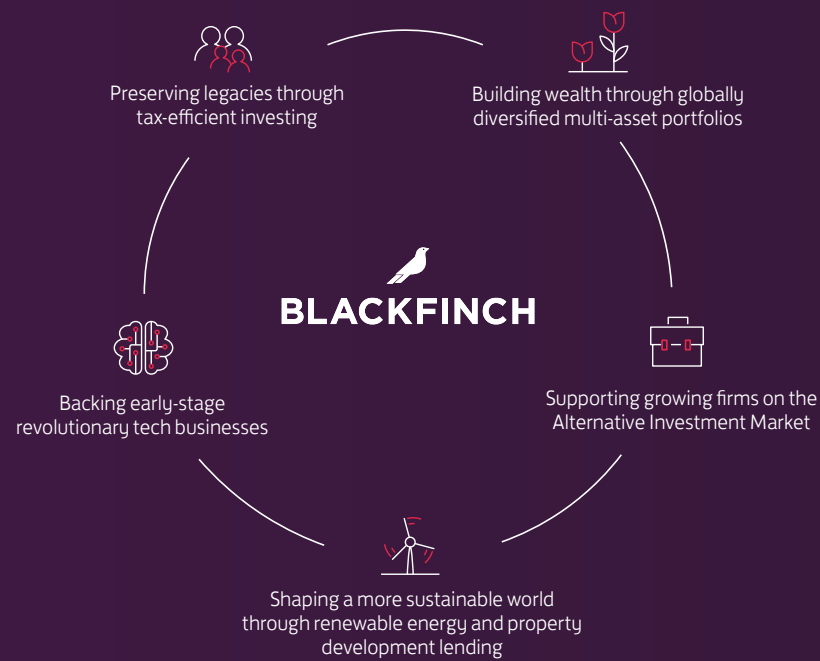 Preserving legacies through
tax-efficient investing
Building wealth through globally
diversified multi-asset portfolios
BLACKFINCH
Backing early-stage
revolutionary tech businesses
Supporting growing firms on the
Alternative Investment Market
Shaping a more sustainable world
through renewable energy and property
development lending